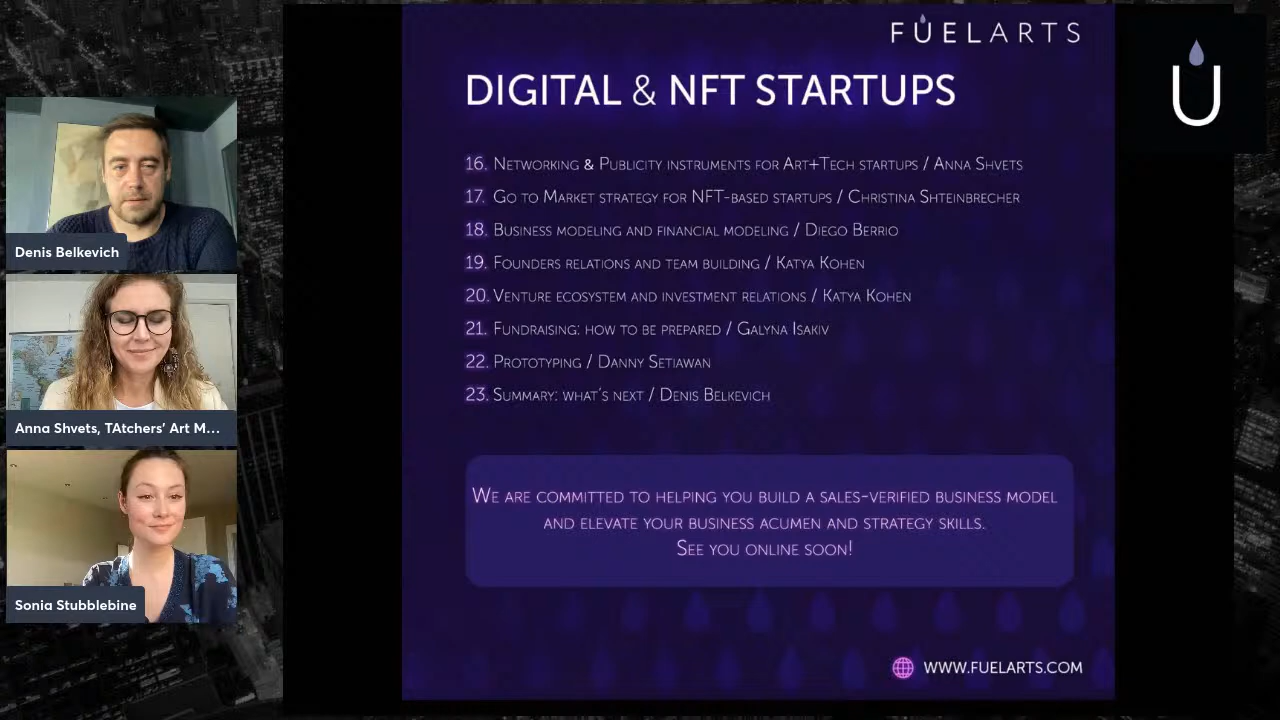 FUELARTS
DIGITAL & NFT STARTUPS
16. Networking & Publicity instruments for Art+Tech startups / Anna Shvets
17. Go to Market strategy for NFT-based startups / Christina Shteinbrecher
18. Business modeling and financial modeling / Diego Berrio
19. Founders relations and team building / Katya Kohen
20. Venture ecosystem and investment relations / Katya Kohen
21. Fundraising: how to be prepared / Galyna Isakiv
22. Prototyping / Danny Setiawan
23. Summary: what's next / Denis Belkevich
We are committed to helping you build a sales-verified business model
and elevate your business acumen and strategy skills.
See you online soon!
WWW.FUELARTS.COM
U
Denis Belkevich
Anna Shvets, TAtchers' Art M...
Sonia Stubblebine